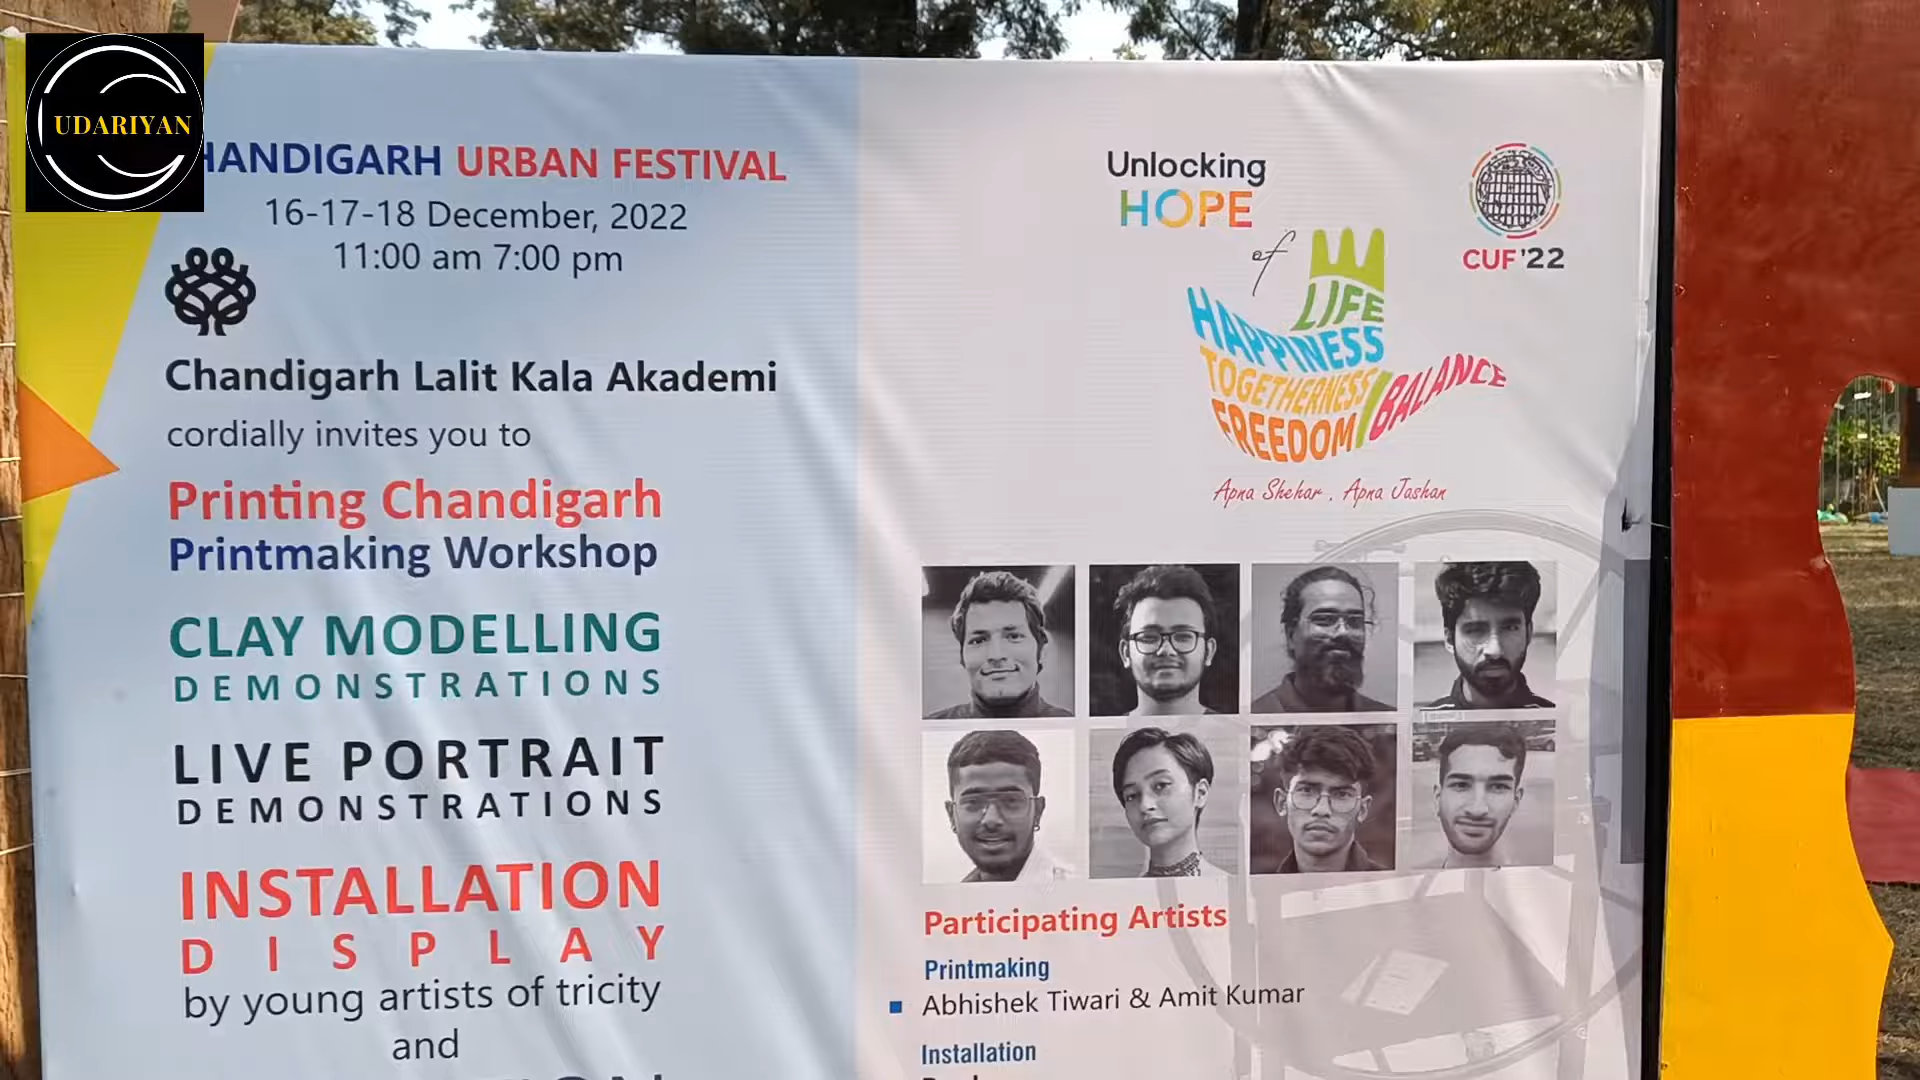 UDARIYAN
HANDIGARH URBAN FESTIVAL
16-17-18 December, 2022
11:00 am 7:00 pm
Chandigarh Lalit Kala Akademi
cordially invites you to
Printing Chandigarh
Printmaking Workshop
CLAY MODELLING
DEMONSTRATIONS
LIVE PORTRAIT
DEMONSTRATIONS
INSTALLATION
DISPLAY
by young artists of tricity
and
Unlocking
HOPE
of
LIFE
HAPPINESS
TOGETHERNESS
FREEDOM
BALANCE
Apna Shehar, Apna Jashan
CUF '22
Participating Artists
Printmaking
Abhishek Tiwari & Amit Kumar
Installation